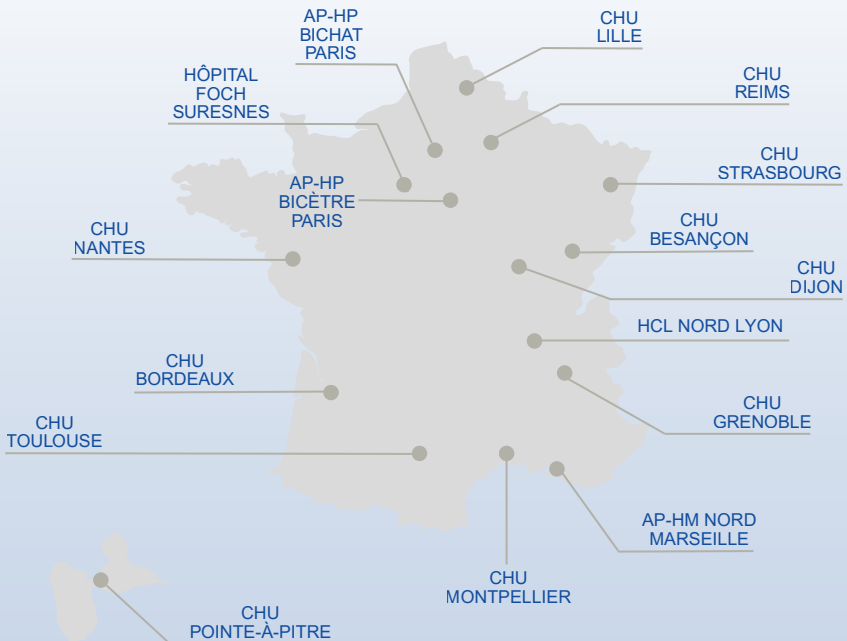 AP-HP
BICHAT
PARIS
CHU
LILLE
HÔPITAL
FOCH
SURESNES
CHU
REIMS
CHU
STRASBOURG
AP-HP
BICÈTRE
PARIS
CHU
NANTES
CHU
BESANÇON
CHU
DIJON
HCL NORD LYON
CHU
BORDEAUX
CHU
GRENOBLE
CHU
TOULOUSE
AP-HM NORD
MARSEILLE
CHU
MONTPELLIER
CHU
POINTE-À-PITRE